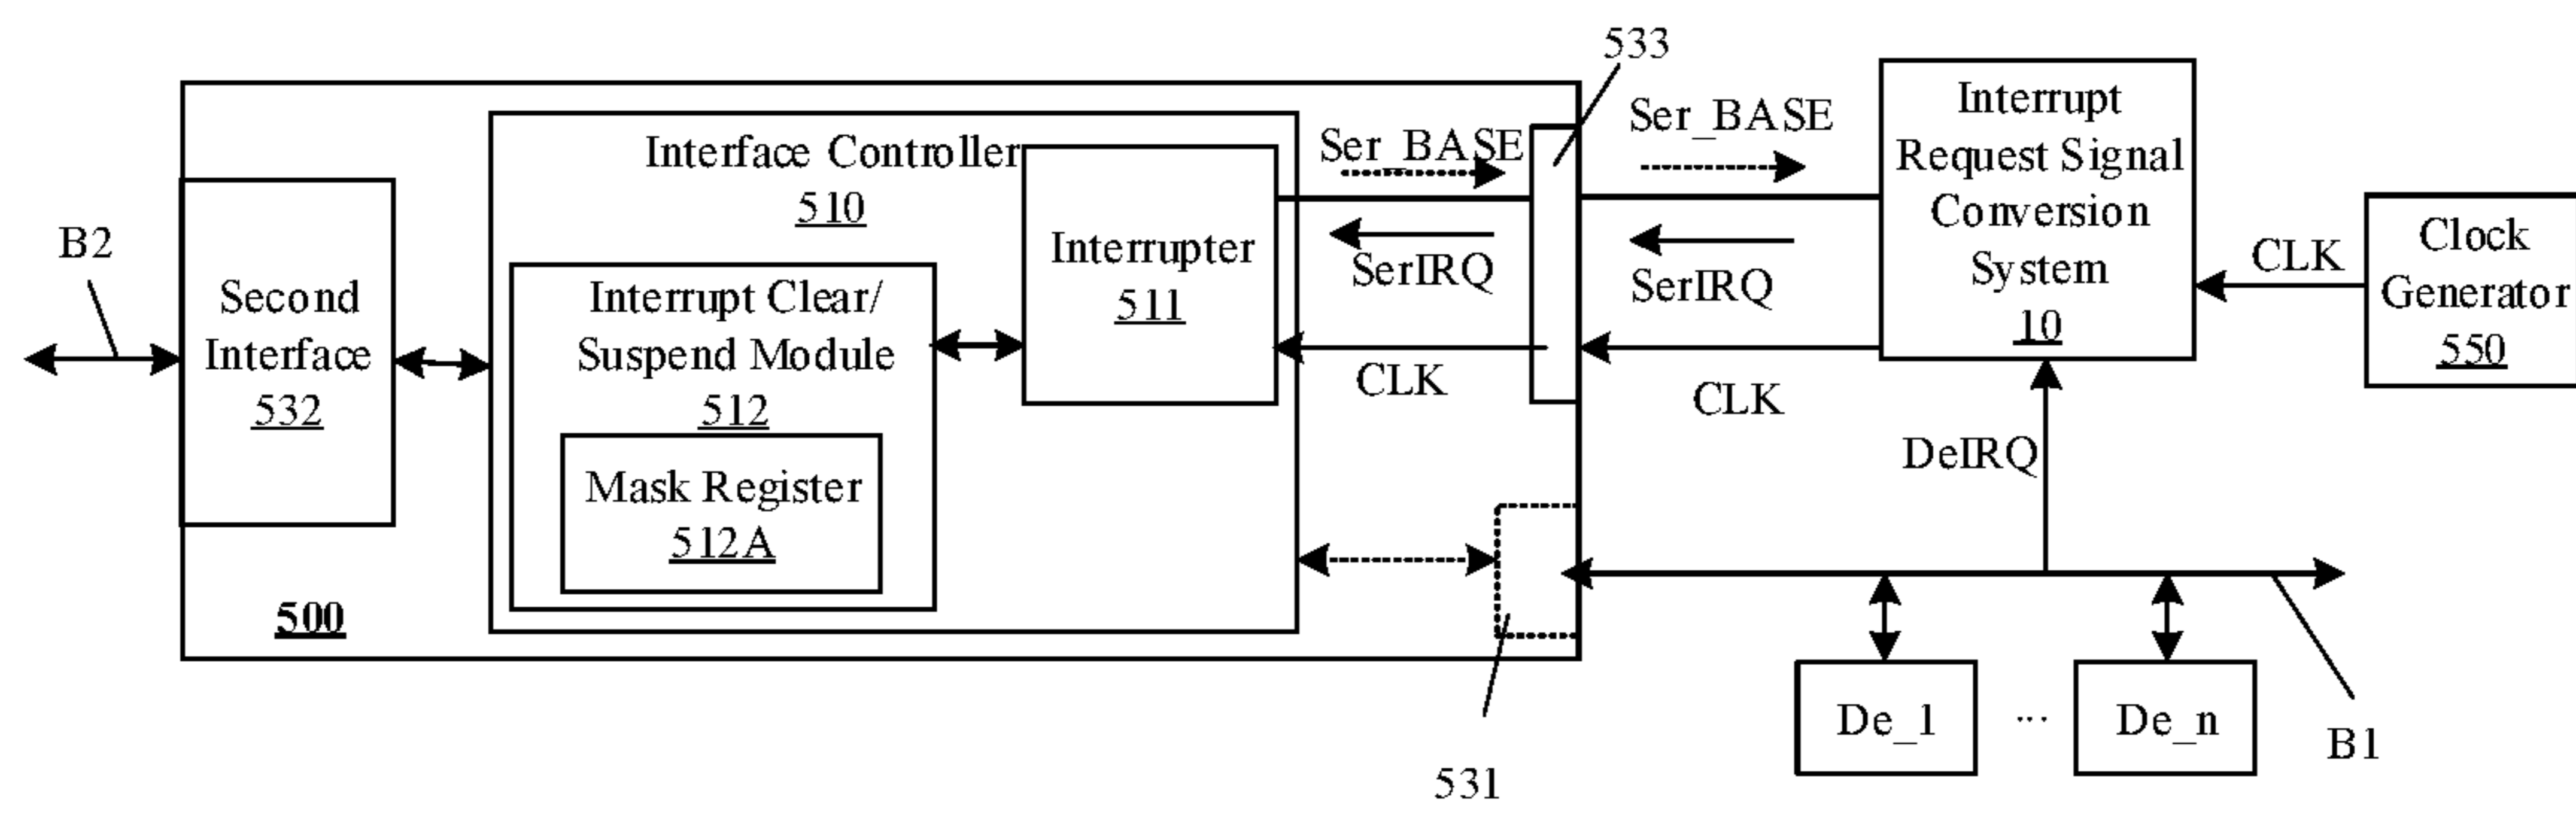 533
Ser_BASE
Interrupt
Request Signal
Conversion
System
10
Interface Controller
510
Ser_BASE
B2
Second
Interface
532
Interrupter
511
SerIRQ
SerIRQ
CLK
Clock
Generator
550
Interrupt Clear/
Suspend Module
512
CLK
CLK
Mask Register
512A
DeIRQ
500
De_1
...
De_n
B1
531